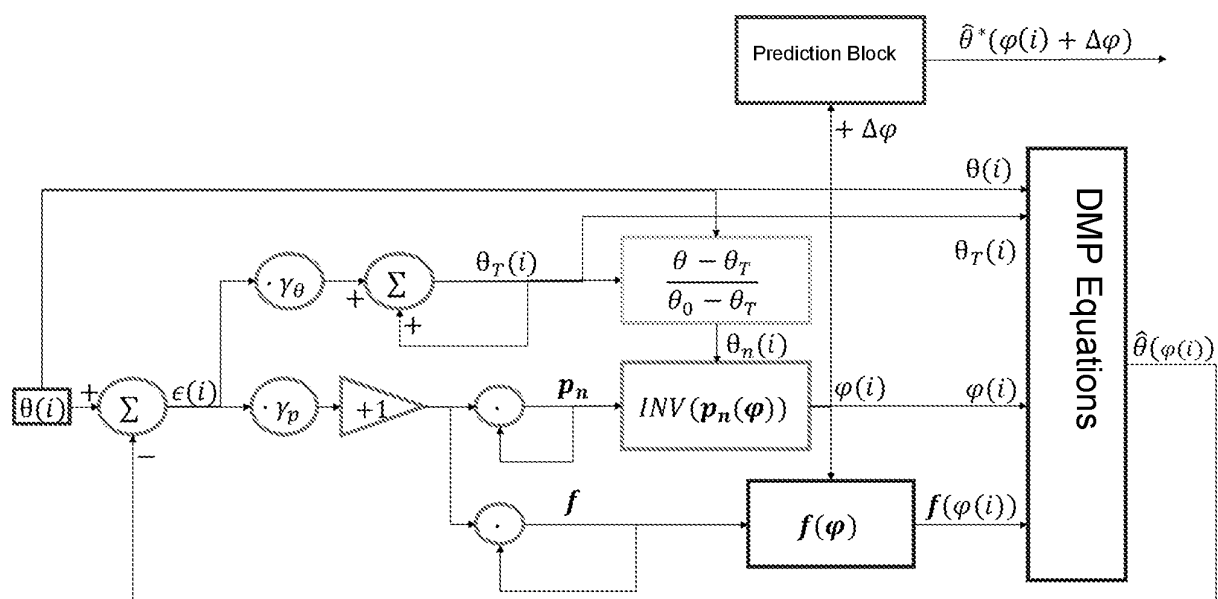 Prediction Block
θ̂*(φ(i) + Δφ)
+ Δφ
θ(i)
θ_T(i)
· γ_θ
+
Σ
+
θ_T(i)
θ − θ_T
θ_0 − θ_T
θ_n(i)
DMP Equations
θ̂(φ(i))
θ(i)
+
Σ
−
ϵ(i)
· γ_p
+1
·
p_n
INV(p_n(φ))
φ(i)
φ(i)
·
f
f(φ)
f(φ(i))